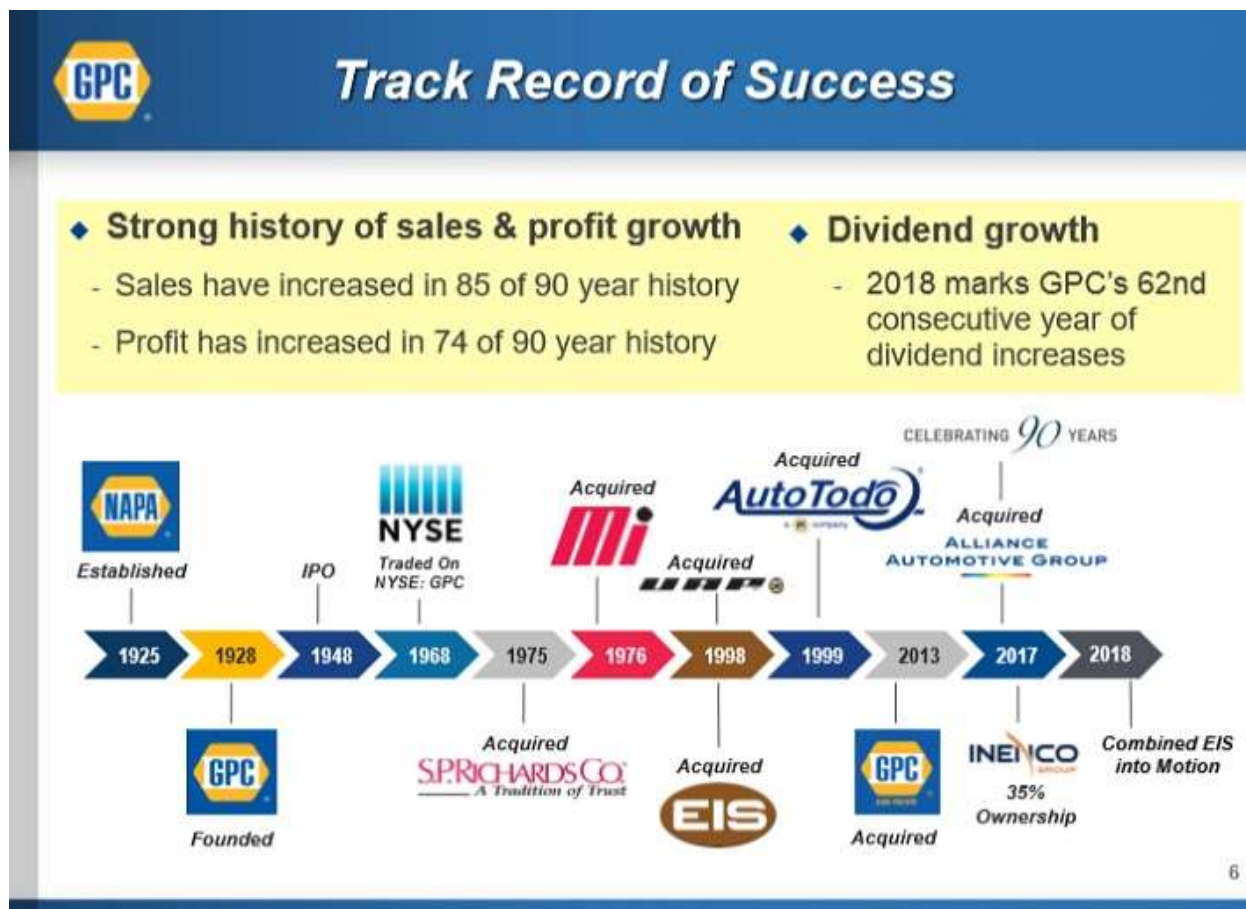 GPC
Track Record of Success
◆ Strong history of sales & profit growth
- Sales have increased in 85 of 90 year history
- Profit has increased in 74 of 90 year history
◆ Dividend growth
- 2018 marks GPC's 62nd
consecutive year of
dividend increases
NAPA
Established
IPO
NYSE
Traded On
NYSE: GPC
Acquired
Mi
Acquired
UAP
Acquired
AutoTodo
company
CELEBRATING 90 YEARS
Acquired
ALLIANCE
AUTOMOTIVE GROUP
1925
1928
1948
1968
1975
1976
1998
1999
2013
2017
2018
GPC
Founded
Acquired
S.P.RICHARDS CO.
A Tradition of Trust
Acquired
EIS
GPC
Acquired
INENCO
GROUP
35%
Ownership
Combined EIS
into Motion
6